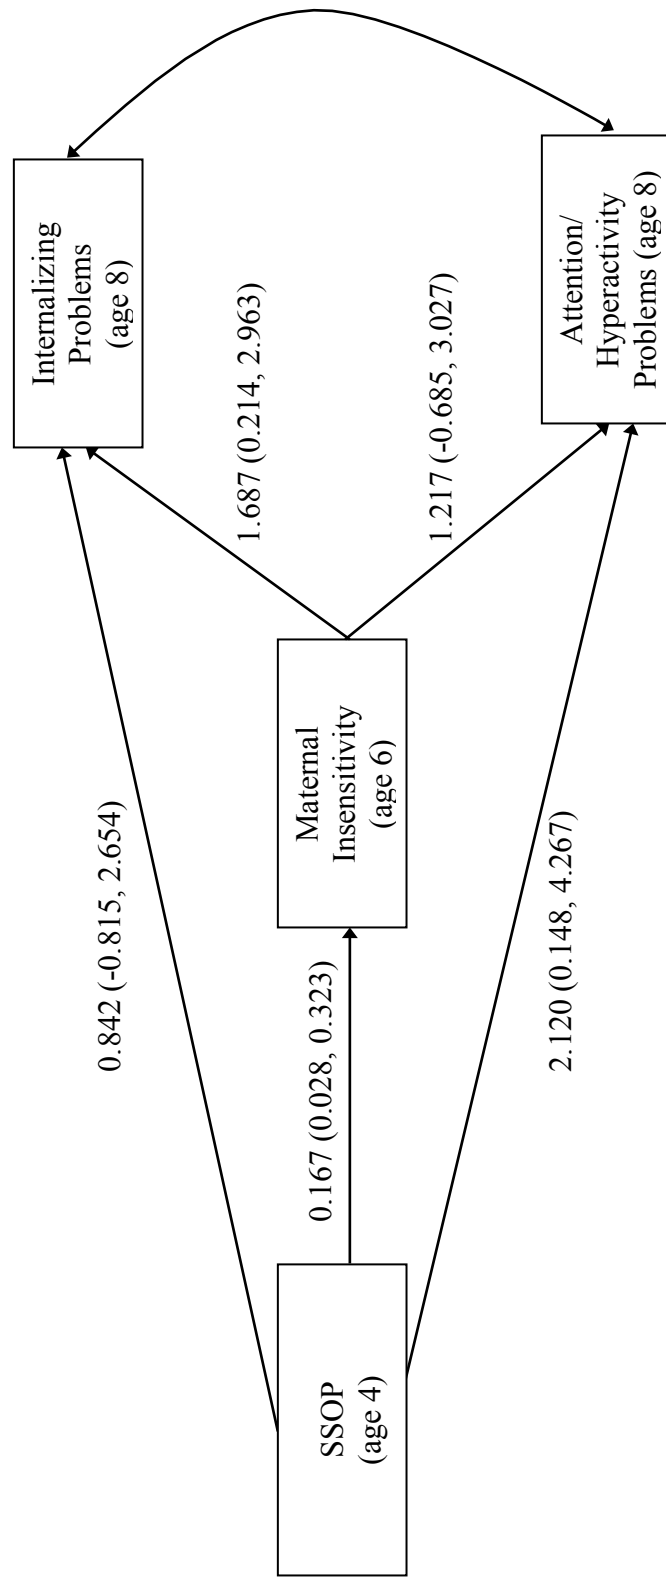 SSOP
(age 4)
0.842 (-0.815, 2.654)
0.167 (0.028, 0.323)
2.120 (0.148, 4.267)
Maternal
Insensitivity
(age 6)
1.687 (0.214, 2.963)
1.217 (-0.685, 3.027)
Internalizing
Problems
(age 8)
Attention/
Hyperactivity
Problems (age 8)